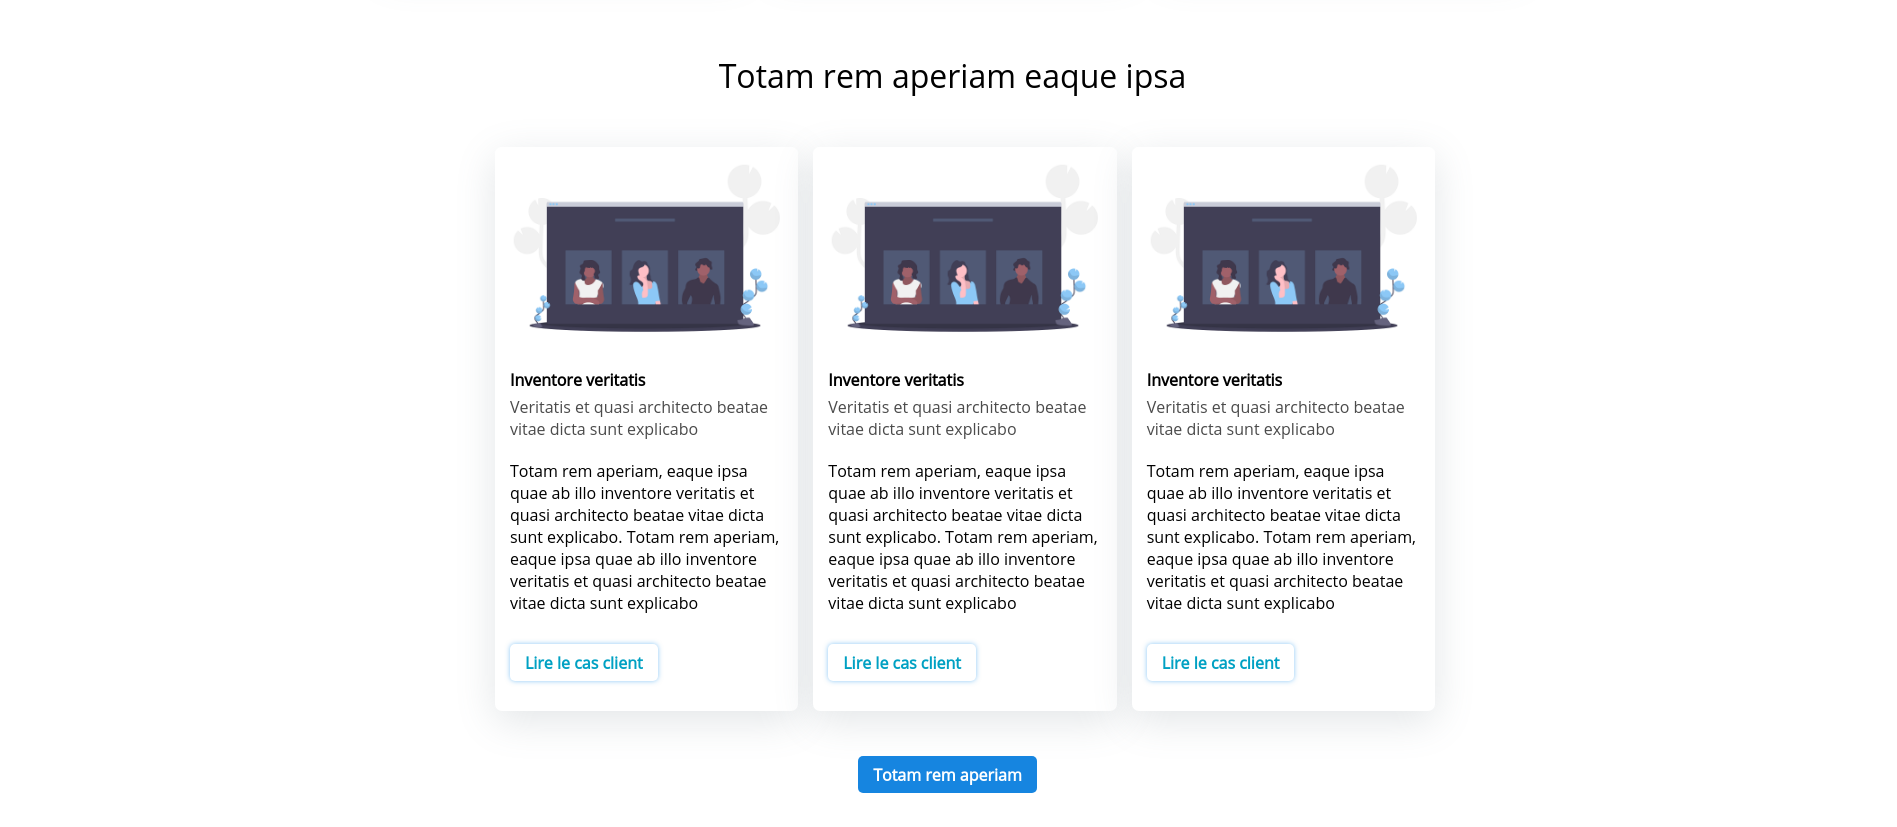 Totam rem aperiam eaque ipsa
Inventore veritatis
Veritatis et quasi architecto beatae
vitae dicta sunt explicabo
Totam rem aperiam, eaque ipsa
quae ab illo inventore veritatis et
quasi architecto beatae vitae dicta
sunt explicabo. Totam rem aperiam,
eaque ipsa quae ab illo inventore
veritatis et quasi architecto beatae
vitae dicta sunt explicabo
Lire le cas client
Inventore veritatis
Veritatis et quasi architecto beatae
vitae dicta sunt explicabo
Totam rem aperiam, eaque ipsa
quae ab illo inventore veritatis et
quasi architecto beatae vitae dicta
sunt explicabo. Totam rem aperiam,
eaque ipsa quae ab illo inventore
veritatis et quasi architecto beatae
vitae dicta sunt explicabo
Lire le cas client
Inventore veritatis
Veritatis et quasi architecto beatae
vitae dicta sunt explicabo
Totam rem aperiam, eaque ipsa
quae ab illo inventore veritatis et
quasi architecto beatae vitae dicta
sunt explicabo. Totam rem aperiam,
eaque ipsa quae ab illo inventore
veritatis et quasi architecto beatae
vitae dicta sunt explicabo
Lire le cas client
Totam rem aperiam